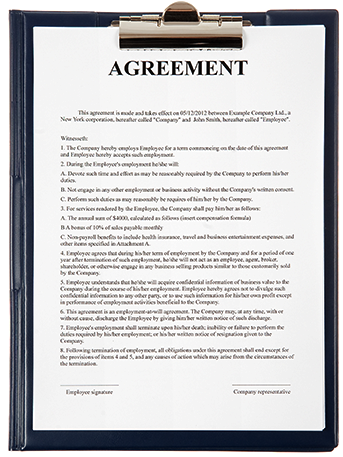 AGREEMENT
This agreement is made and takes effect on 05/12/2012 between Example Company Ltd., a
New York corporation, hereafter called "Company" and John Smith, hereafter called "Employee".
Witnesseth:
1. The Company hereby employs Employee for a term commencing on the date of this agreement
and Employee hereby accepts such employment.
2. During the Employee's employment he/she will:
A. Devote such time and effort as may be reasonably required by the Company to perform his/her
duties.
B. Not engage in any other employment or business activity without the Company's written consent.
C. Perform such duties as may reasonable be requires of him/her by the Company.
3. For services rendered by the Employee, the Company shall pay him/her as follows:
A. The annual sum of $4000, calculated as follows (insert compensation formula)
B A bonus of 10% of sales payable monthly
C. Non-payroll benefits to include health insurance, travel and business entertainment expenses, and
other items specified in Attachment A.
4. Employee agrees that during his/her term of employment by the Company and for a period of one
year after termination of such employment, he/she will not act as an employee, agent, broker,
shareholder, or otherwise engage in any business selling products similar to those customarily sold
by the Company.
5. Employee understands that he/she will acquire confidential information of business value to the
Company during the course of his/her employment. Employee hereby agrees not to divulge such
confidential information to any other party, or to use such information for his/her own profit except
in performance of employment activities beneficial to the Company.
6. This agreement is an employment-at-will agreement. The Company may, at any time, with or
without cause, discharge the Employee by giving him/her written notice of such discharge.
7. Employee's employment shall terminate upon his/her death; inability or failure to perform the
duties required by his/her employment; or his/her written notice of resignation given to the
Company.
8. Following termination of employment, all obligations under this agreement shall end except for
the provisions of items 4 and 5, and any causes of action which may arise from the circumstances of
the termination.
Employee signature Company representative